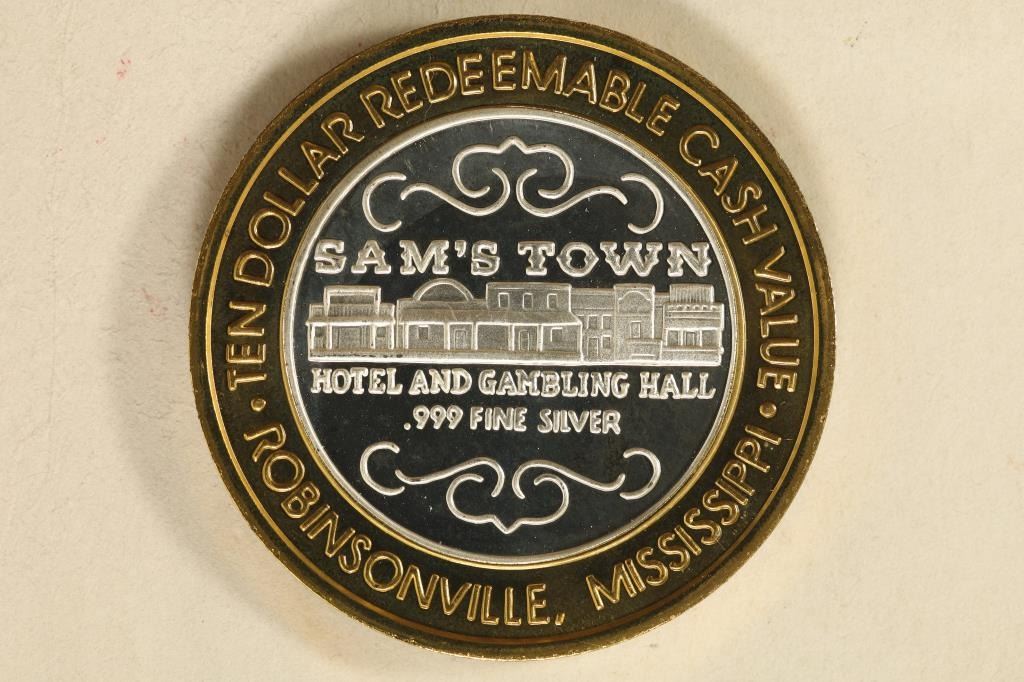 TEN DOLLAR REDEEMABLE CASH VALUE
SAM'S TOWN
HOTEL AND GAMBLING HALL
.999 FINE SILVER
• ROBINSONVILLE, MISSISSIPPI •